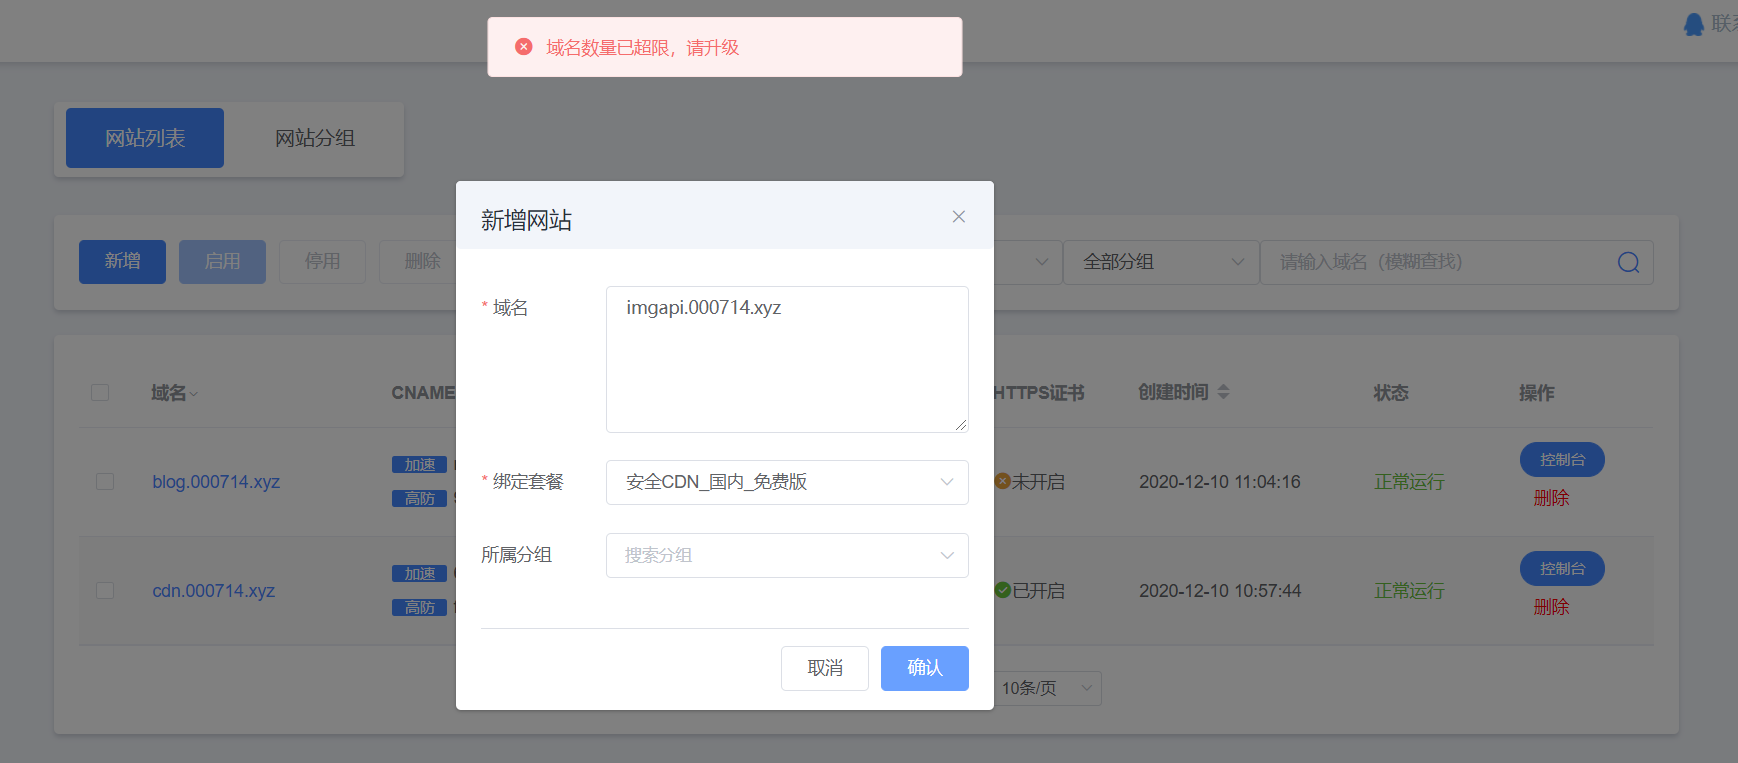 域名数量已超限，请升级
联
网站列表
网站分组
新增网站
新增
启用
停用
删除
全部分组
请输入域名（模糊查找）
* 域名
imgapi.000714.xyz
域名
CNAME
HTTPS证书
创建时间
状态
操作
加速
高防
blog.000714.xyz
未开启
2020-12-10 11:04:16
正常运行
控制台
删除
* 绑定套餐
安全CDN_国内_免费版
所属分组
搜索分组
加速
高防
cdn.000714.xyz
已开启
2020-12-10 10:57:44
正常运行
控制台
删除
取消
确认
10条/页